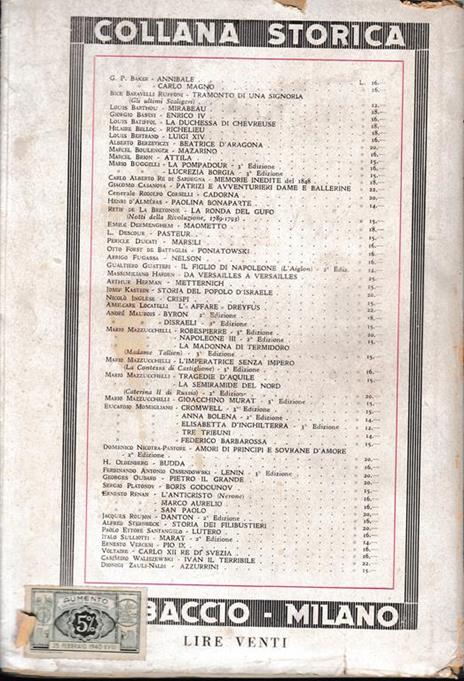 COLLANA STORICA
G. P. BAKER - ANNIBALE L. 16.-
" " - CARLO MAGNO " 16.-
BICE BARAVELLI RUFFONI - TRAMONTO DI UNA SIGNORIA
(Gli ultimi Scaligeri)
LOUIS BARTHOU - MIRABEAU
GIORGIO BANDI - ENRICO IV
LOUIS BATIFFOL - LA DUCHESSA DI CHEVREUSE
HILAIRE BELLOC - RICHELIEU
LOUIS BERTRAND - LUIGI XIV
ALBERTO BERZEVICZY - BEATRICE D'ARAGONA
MARCEL BOULENGER - MAZARINO
MARCEL BRION - ATTILA
MARIO BUGGELLI - LA POMPADOUR - 3ª Edizione
" " - LUCREZIA BORGIA - 3ª Edizione
CARLO ALBERTO RE DI SARDEGNA - MEMORIE INEDITE del 1848
GIACOMO CASANOVA - PATRIZI E AVVENTURIERI DAME E BALLERINE
Generale RODOLFO CORSELLI - CADORNA
HENRI D'ALMÉRAS - PAOLINA BONAPARTE
RETIF DE LA BRETONNE - LA RONDA DEL GUFO
(Notti della Rivoluzione, 1789-1793)
EMILE DERMENGHEM - MAOMETTO
L. DESCOUR - PASTEUR
PERICLE DUCATI - MARSILI
OTTO FORST DE BATTAGLIA - PONIATOWSKI
ARRIGO FUGASSA - NELSON
GUALTIERO GUATTERI - IL FIGLIO DI NAPOLEONE (L'Aiglon) 2ª Ediz.
MASSIMILIANO HARDEN - DA VERSAILLES A VERSAILLES
ARTHUR HERMAN - METTERNICH
JOSEF KASTEIN - STORIA DEL POPOLO D'ISRAELE
NICOLÒ INGLESE - CRISPI
AMILCARE LOCATELLI - L'AFFARE DREYFUS
ANDRÉ MAUROIS - BYRON - 2ª Edizione
" " - DISRAELI - 2ª Edizione
MARIO MAZZUCCHELLI - ROBESPIERRE - 2ª Edizione
" " - NAPOLEONE III - 2ª Edizione
" " - LA MADONNA DI TERMIDORO
(Madame Tallien) - 3ª Edizione
MARIO MAZZUCCHELLI - L'IMPERATRICE SENZA IMPERO
(La Contessa di Castiglione) - 3ª Edizione
MARIO MAZZUCCHELLI - TRAGEDIE D'AQUILE
" " - LA SEMIRAMIDE DEL NORD
(Caterina II di Russia) - 2ª Edizione
MARIO MAZZUCCHELLI - GIOACCHINO MURAT - 2ª Edizione
EUCARDIO MOMIGLIANO - CROMWELL - 3ª Edizione
" " - ANNA BOLENA - 2ª Edizione
" " - ELISABETTA D'INGHILTERRA - 3ª Edizione
" " - TRE TRIBUNI
" " - FEDERICO BARBAROSSA
DOMENICO NICOTRA-PASTORE - AMORI DI PRINCIPI E SOVRANE D'AMORE
- 2ª Edizione
H. OLDENBERG - BUDDA
FERDINANDO ANTONIO OSSENDOWSKI - LENIN - 3ª Edizione
GEORGES OUDARD - PIETRO IL GRANDE
SERGIO PLATONOV - BORIS GODOUNOV
ERNESTO RENAN - L'ANTICRISTO (Nerone)
" " - MARCO AURELIO
" " - SAN PAOLO
JACQUES ROUJON - DANTON - 2ª Edizione
ALFRED STERNBECK - STORIA DEI FILIBUSTIERI
PAOLO ETTORE SANTANGELO - LUTERO
ITALO SULLIOTTI - MARAT - 2ª Edizione
ERNESTO VERCESI - PIO IX
VOLTAIRE - CARLO XII RE DI SVEZIA
CASIMIRO WALISZEWSKI - IVAN IL TERRIBILE
DIONIGI ZAULI-NALDI - AZZURRINI
BACCIO - MILANO
AUMENTO
5%
25 FEBBRAIO 1940 XVIII
LIRE VENTI